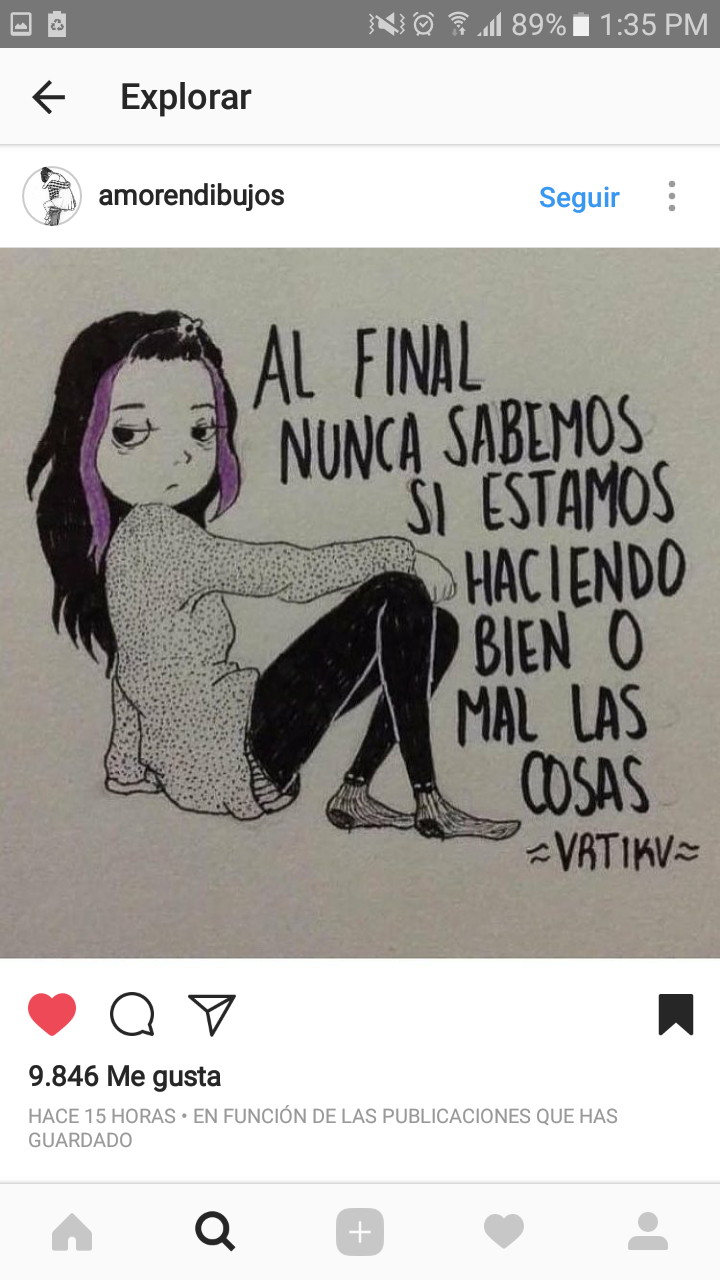 89% 1:35 PM
Explorar
amorendibujos
Seguir
AL FINAL
NUNCA SABEMOS
SI ESTAMOS
HACIENDO
BIEN O
MAL LAS
COSAS
≈VRTIKV≈
9.846 Me gusta
HACE 15 HORAS • EN FUNCIÓN DE LAS PUBLICACIONES QUE HAS
GUARDADO